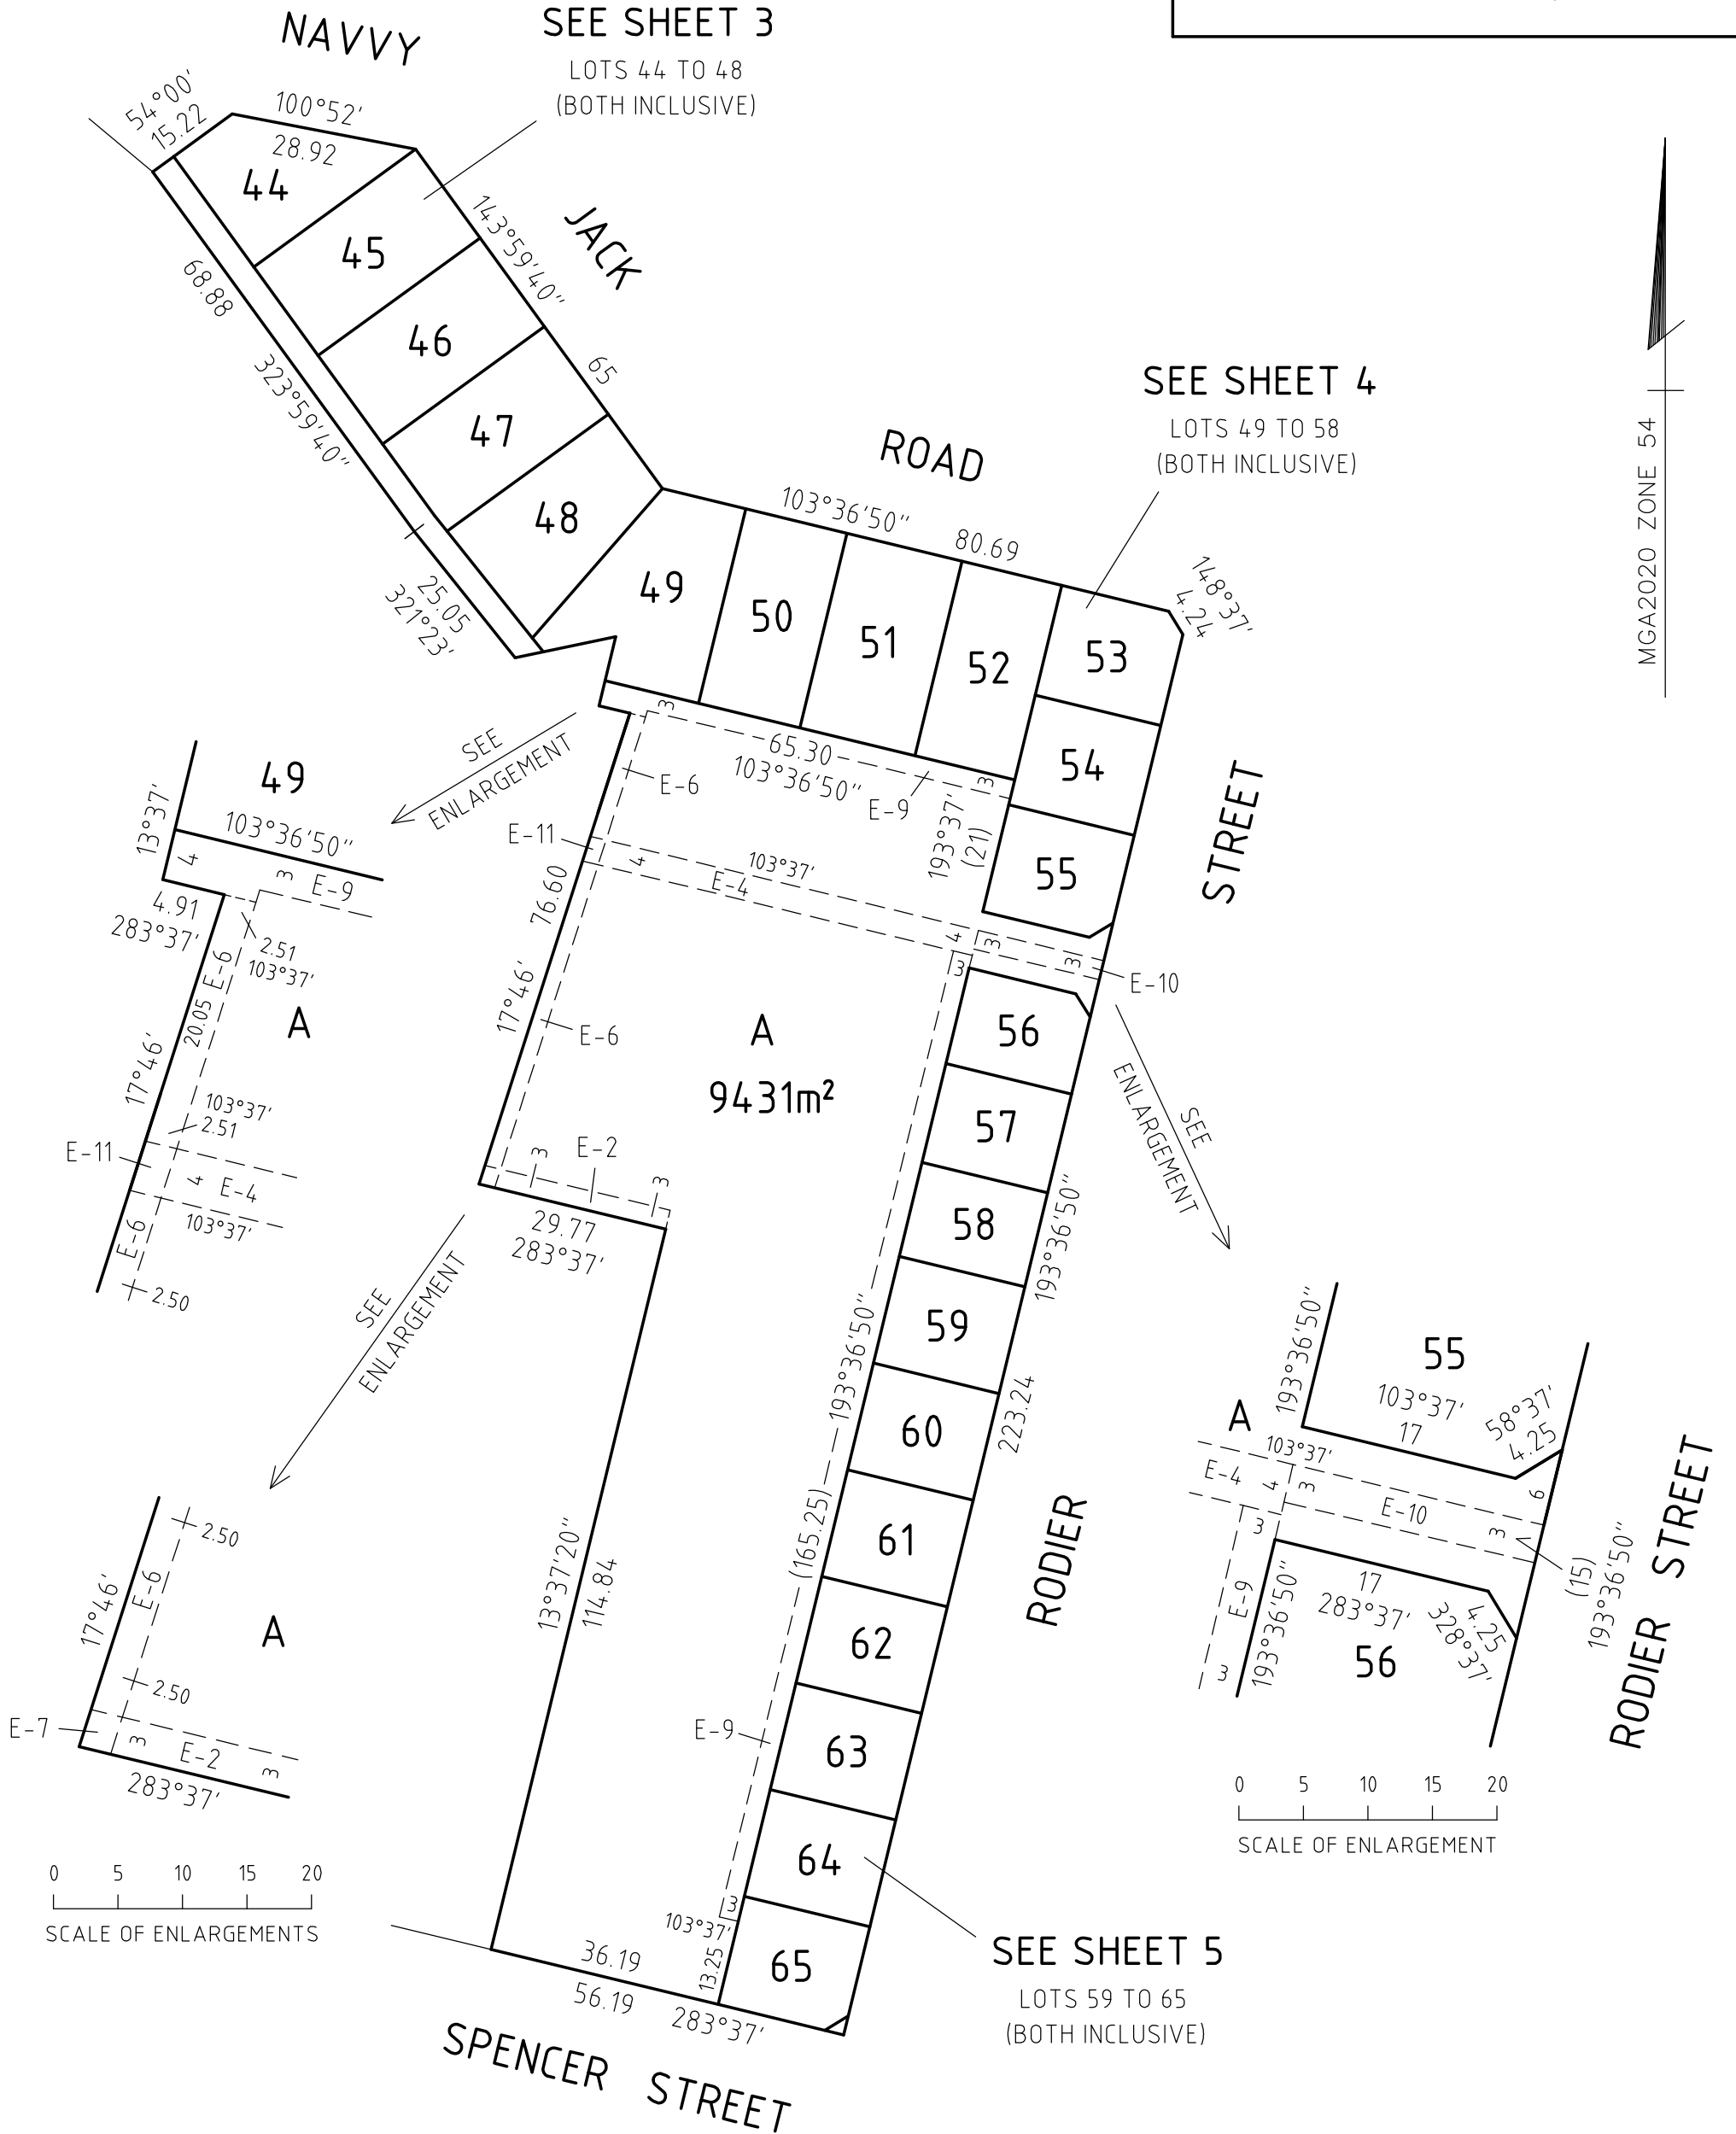 NAVVY
SEE SHEET 3
LOTS 44 TO 48
(BOTH INCLUSIVE)
54°00'
15.22
100°52'
28.92
44
45
46
47
48
JACK
143°59'40"
65
68.88
323°59'40"
25.05
321°23'
ROAD
SEE SHEET 4
LOTS 49 TO 58
(BOTH INCLUSIVE)
MGA2020 ZONE 54
103°36'50"
80.69
148°37'
4.24
49
50
51
52
53
54
55
3
65.30
103°36'50"
3
E-9
E-6
193°37'
(21)
STREET
SEE
ENLARGEMENT
E-11
4
E-4
103°37'
76.60
17°46'
E-6
4
3
3
3
E-10
A
9431m²
3
E-2
3
29.77
283°37'
56
57
58
59
60
61
62
63
64
65
193°36'50"
223.24
193°36'50"
(165.25)
E-9
3
103°37'
13.25
13°37'20"
114.84
36.19
56.19
283°37'
RODIER
SPENCER STREET
SEE SHEET 5
LOTS 59 TO 65
(BOTH INCLUSIVE)
49
13°37'
103°36'50"
4
3
E-9
4.91
283°37'
2.51
103°37'
E-6
20.05
A
17°46'
103°37'
2.51
E-11
4
E-4
103°37'
E-6
2.50
SEE
ENLARGEMENT
2.50
E-6
17°46'
A
2.50
E-7
3
E-2
3
283°37'
0 5 10 15 20
SCALE OF ENLARGEMENTS
SEE
ENLARGEMENT
193°36'50"
55
103°37'
17
58°37'
4.25
A
103°37'
E-4
4
3
E-10
3
6
3
(15)
193°36'50"
E-9
3
193°36'50"
17
283°37'
4.25
328°37'
56
RODIER STREET
0 5 10 15 20
SCALE OF ENLARGEMENT